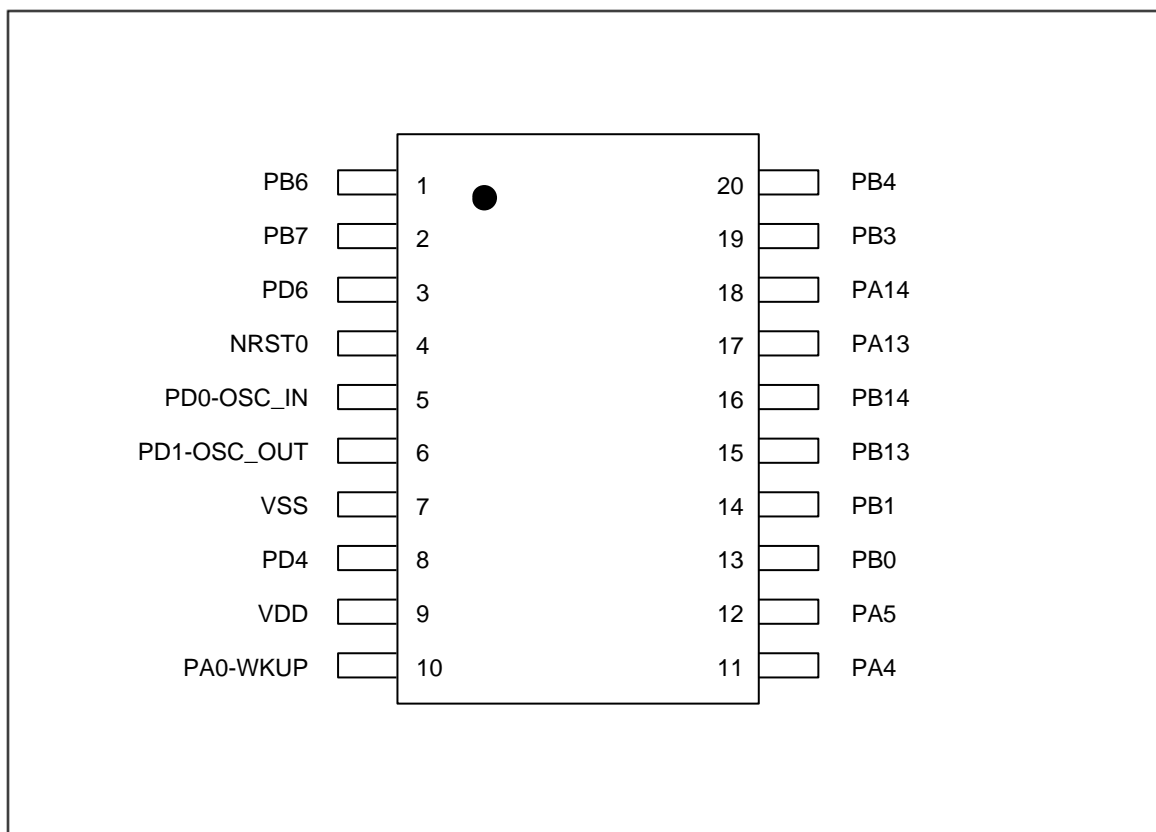 PB6 1 20 PB4
PB7 2 19 PB3
PD6 3 18 PA14
NRST0 4 17 PA13
PD0-OSC_IN 5 16 PB14
PD1-OSC_OUT 6 15 PB13
VSS 7 14 PB1
PD4 8 13 PB0
VDD 9 12 PA5
PA0-WKUP 10 11 PA4